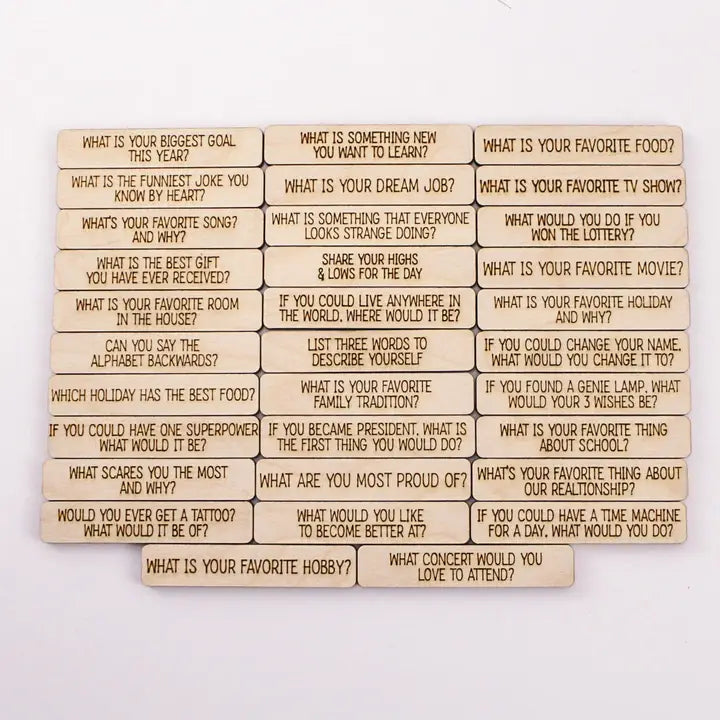 WHAT IS YOUR BIGGEST GOAL
THIS YEAR?
WHAT IS SOMETHING NEW
YOU WANT TO LEARN?
WHAT IS YOUR FAVORITE FOOD?
WHAT IS THE FUNNIEST JOKE YOU
KNOW BY HEART?
WHAT IS YOUR DREAM JOB?
WHAT IS YOUR FAVORITE TV SHOW?
WHAT'S YOUR FAVORITE SONG?
AND WHY?
WHAT IS SOMETHING THAT EVERYONE
LOOKS STRANGE DOING?
WHAT WOULD YOU DO IF YOU
WON THE LOTTERY?
WHAT IS THE BEST GIFT
YOU HAVE EVER RECEIVED?
SHARE YOUR HIGHS
& LOWS FOR THE DAY
WHAT IS YOUR FAVORITE MOVIE?
WHAT IS YOUR FAVORITE ROOM
IN THE HOUSE?
IF YOU COULD LIVE ANYWHERE IN
THE WORLD, WHERE WOULD IT BE?
WHAT IS YOUR FAVORITE HOLIDAY
AND WHY?
CAN YOU SAY THE
ALPHABET BACKWARDS?
LIST THREE WORDS TO
DESCRIBE YOURSELF
IF YOU COULD CHANGE YOUR NAME,
WHAT WOULD YOU CHANGE IT TO?
WHICH HOLIDAY HAS THE BEST FOOD?
WHAT IS YOUR FAVORITE
FAMILY TRADITION?
IF YOU FOUND A GENIE LAMP, WHAT
WOULD YOUR 3 WISHES BE?
IF YOU COULD HAVE ONE SUPERPOWER
WHAT WOULD IT BE?
IF YOU BECAME PRESIDENT, WHAT IS
THE FIRST THING YOU WOULD DO?
WHAT IS YOUR FAVORITE THING
ABOUT SCHOOL?
WHAT SCARES YOU THE MOST
AND WHY?
WHAT ARE YOU MOST PROUD OF?
WHAT'S YOUR FAVORITE THING ABOUT
OUR REALTIONSHIP?
WOULD YOU EVER GET A TATTOO?
WHAT WOULD IT BE OF?
WHAT WOULD YOU LIKE
TO BECOME BETTER AT?
IF YOU COULD HAVE A TIME MACHINE
FOR A DAY, WHAT WOULD YOU DO?
WHAT IS YOUR FAVORITE HOBBY?
WHAT CONCERT WOULD YOU
LOVE TO ATTEND?